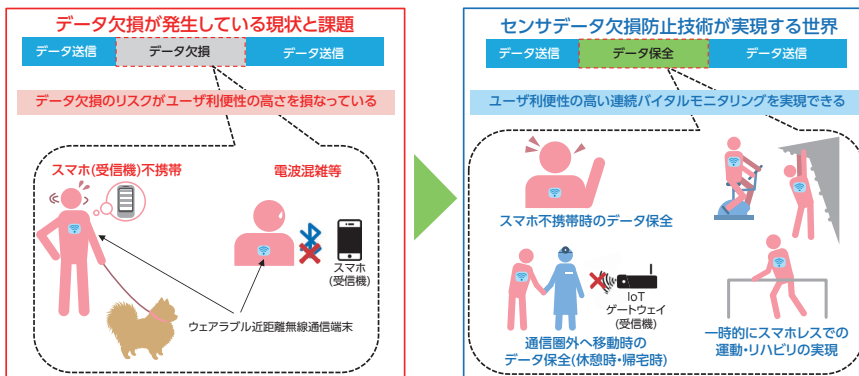 データ欠損が発生している現状と課題
データ送信
データ欠損
データ送信
データ欠損のリスクがユーザ利便性の高さを損なっている
スマホ(受信機)不携帯
電波混雑等
スマホ
(受信機)
ウェアラブル近距離無線通信端末
センサデータ欠損防止技術が実現する世界
データ送信
データ保全
データ送信
ユーザ利便性の高い連続バイタルモニタリングを実現できる
スマホ不携帯時のデータ保全
IoT
ゲートウェイ
(受信機)
通信圏外へ移動時の
データ保全(休憩時・帰宅時)
一時的にスマホレスでの
運動・リハビリの実現